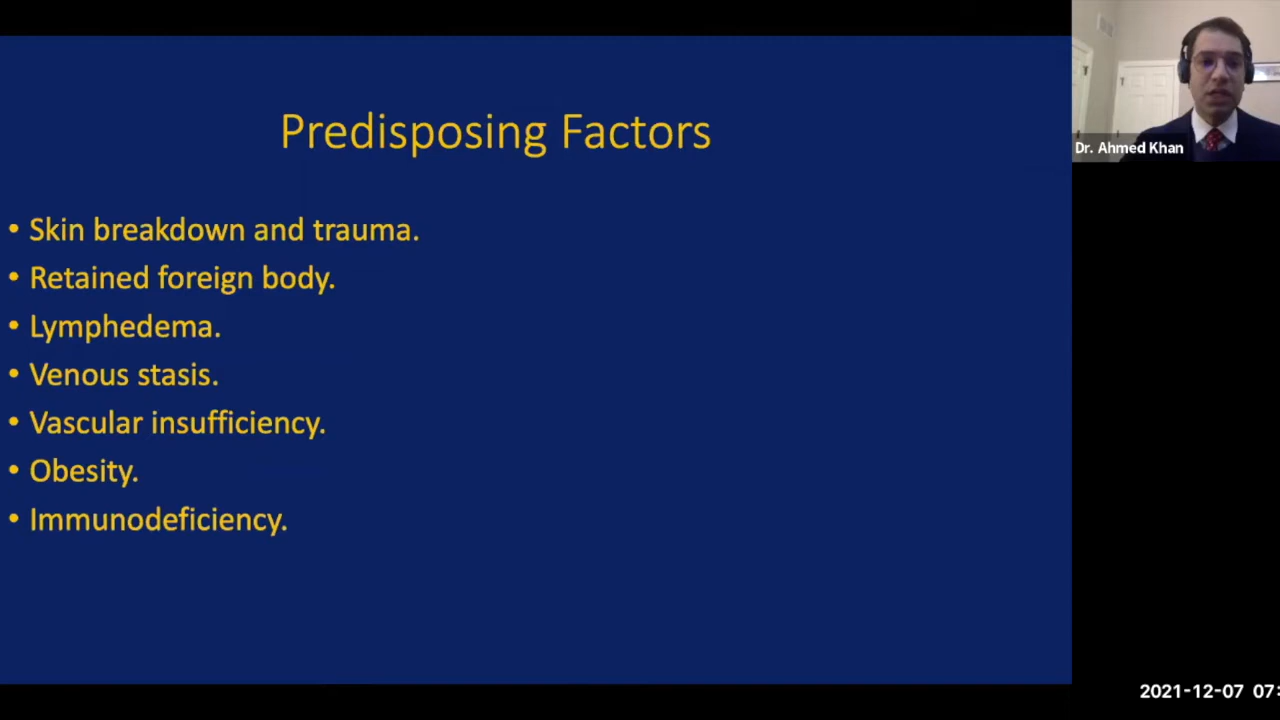 Predisposing Factors
• Skin breakdown and trauma.
• Retained foreign body.
• Lymphedema.
• Venous stasis.
• Vascular insufficiency.
• Obesity.
• Immunodeficiency.
Dr. Ahmed Khan
2021-12-07 07: